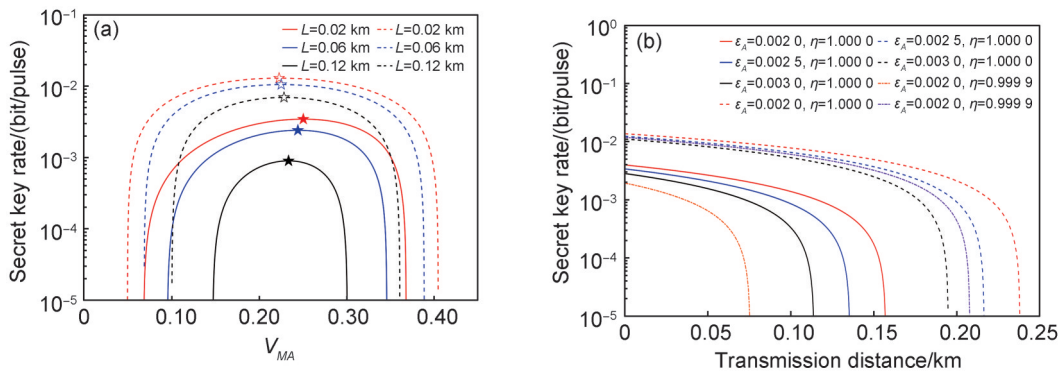 (a)
L=0.02 km L=0.02 km
L=0.06 km L=0.06 km
L=0.12 km L=0.12 km
10⁻¹
10⁻²
10⁻³
10⁻⁴
10⁻⁵
Secret key rate/(bit/pulse)
0 0.10 0.20 0.30 0.40
V_MA
(b)
ε_A=0.002 0, η=1.000 0 ε_A=0.002 5, η=1.000 0
ε_A=0.002 5, η=1.000 0 ε_A=0.003 0, η=1.000 0
ε_A=0.003 0, η=1.000 0 ε_A=0.002 0, η=0.999 9
ε_A=0.002 0, η=1.000 0 ε_A=0.002 0, η=0.999 9
10⁰
10⁻¹
10⁻²
10⁻³
10⁻⁴
10⁻⁵
Secret key rate/(bit/pulse)
0 0.05 0.10 0.15 0.20 0.25
Transmission distance/km